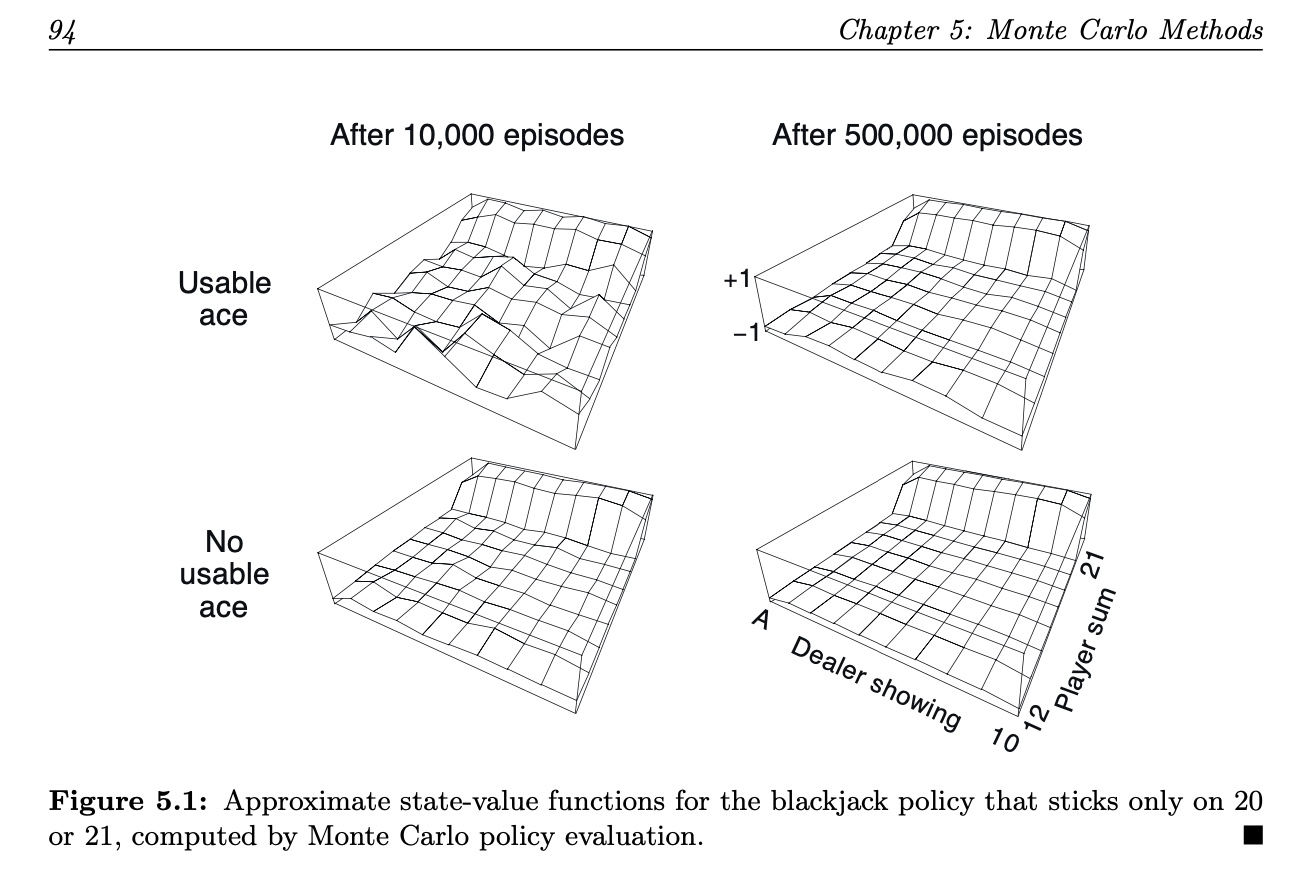 94
Chapter 5: Monte Carlo Methods
After 10,000 episodes
After 500,000 episodes
Usable
ace
+1
−1
No
usable
ace
A
Dealer showing
10
12
Player sum
21
Figure 5.1: Approximate state-value functions for the blackjack policy that sticks only on 20
or 21, computed by Monte Carlo policy evaluation.